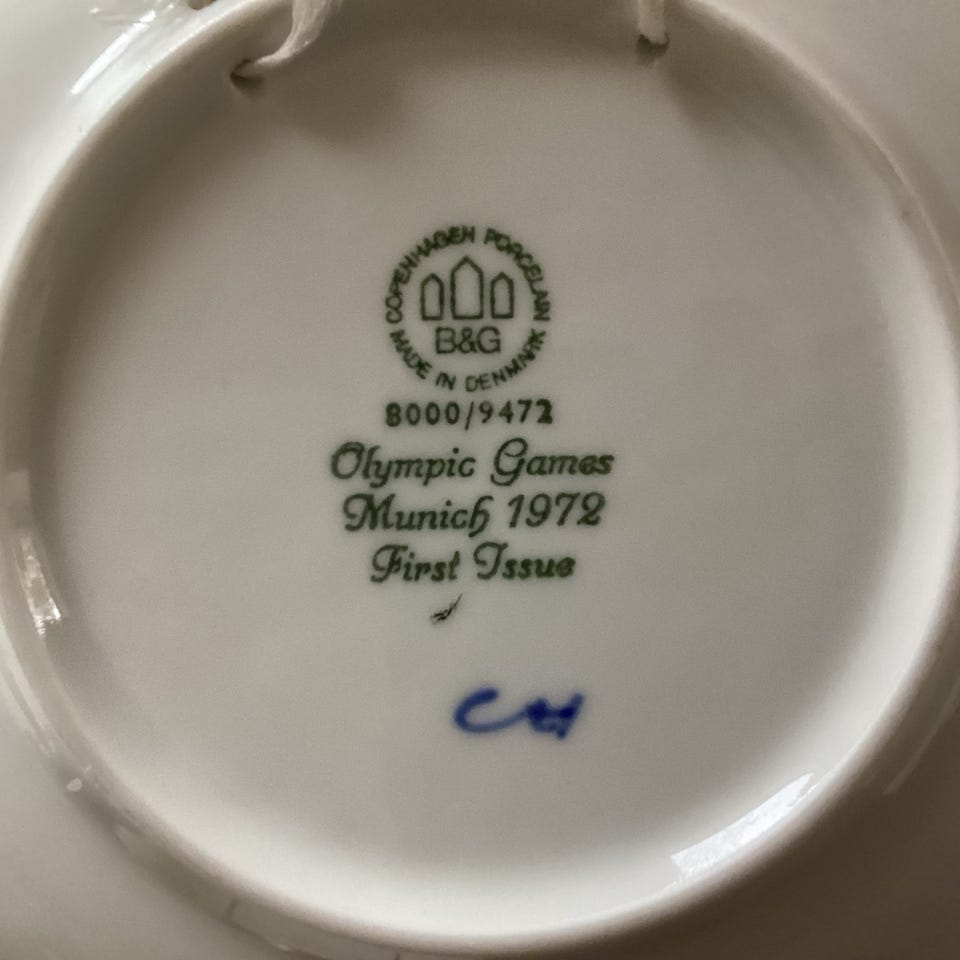 COPENHAGEN PORCELAIN
B&G
MADE IN DENMARK
8000/9472
Olympic Games
Munich 1972
First Issue